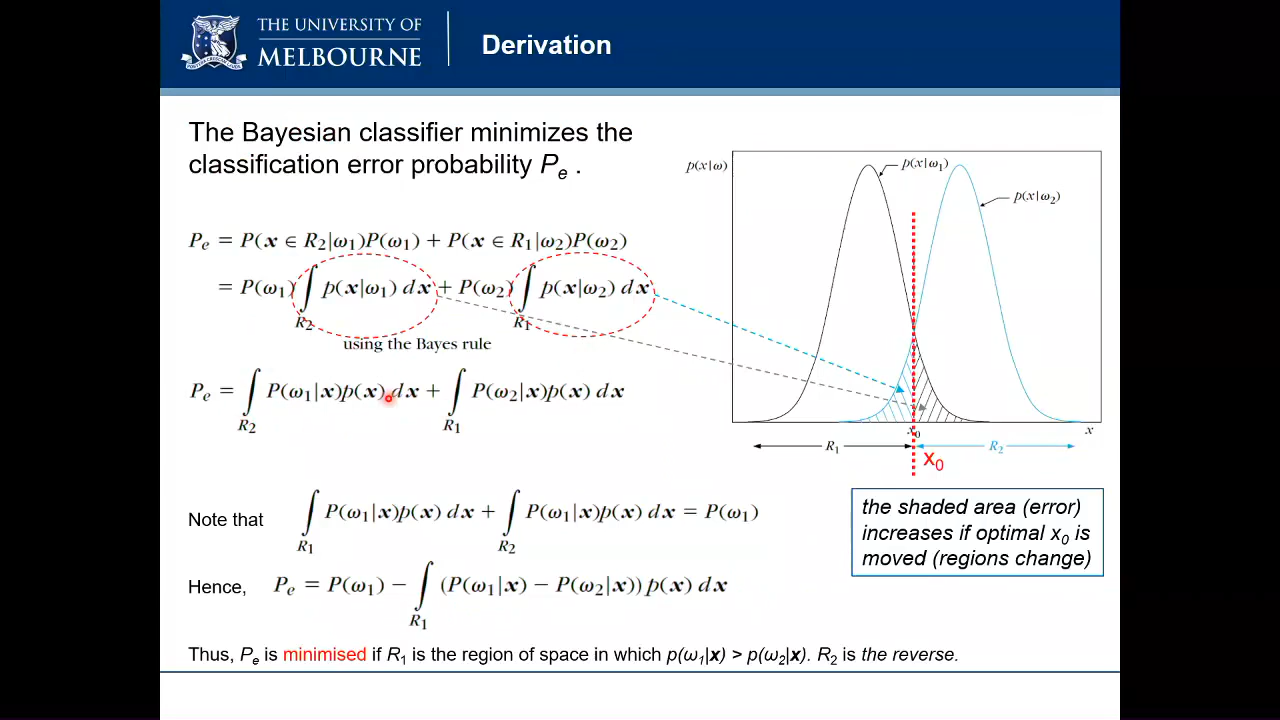 THE UNIVERSITY OF
MELBOURNE
Derivation
The Bayesian classifier minimizes the
classification error probability Pₑ .
Pₑ = P(x ∈ R₂|ω₁)P(ω₁) + P(x ∈ R₁|ω₂)P(ω₂)
= P(ω₁) ∫_{R₂} p(x|ω₁) dx + P(ω₂) ∫_{R₁} p(x|ω₂) dx
using the Bayes rule
Pₑ = ∫_{R₂} P(ω₁|x)p(x) dx + ∫_{R₁} P(ω₂|x)p(x) dx
Note that ∫_{R₁} P(ω₁|x)p(x) dx + ∫_{R₂} P(ω₁|x)p(x) dx = P(ω₁)
Hence, Pₑ = P(ω₁) − ∫_{R₁} (P(ω₁|x) − P(ω₂|x)) p(x) dx
Thus, Pₑ is minimised if R₁ is the region of space in which p(ω₁|x) > p(ω₂|x). R₂ is the reverse.
p(x|ω)
p(x|ω₁)
p(x|ω₂)
x₀
x
R₁
R₂
x₀
the shaded area (error)
increases if optimal x₀ is
moved (regions change)